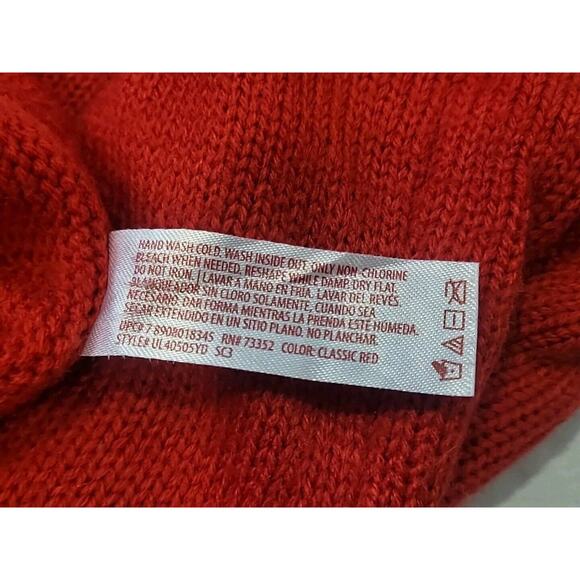 HAND WASH COLD. WASH INSIDE OUT. ONLY NON-CHLORINE
BLEACH WHEN NEEDED. RESHAPE WHILE DAMP. DRY FLAT.
DO NOT IRON. | LAVAR A MANO EN FRIA. LAVAR DEL REVÉS.
BLANQUEADOR SIN CLORO SOLAMENTE, CUANDO SEA
NECESARIO. DAR FORMA MIENTRAS LA PRENDA ESTÉ HUMEDA.
SECAR EXTENDIDO EN UN SITIO PLANO. NO PLANCHAR.
UPC# 7 8908018345 RN# 73352 COLOR: CLASSIC RED
STYLE# UL40505YD SC3